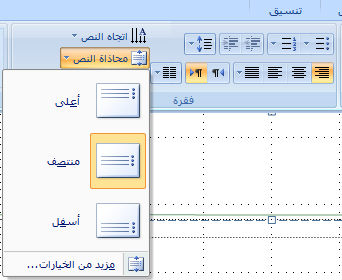 تنسيق
اتجاه النص
محاذاة النص
فقرة
أعلى
منتصف
أسفل
مزيد من الخيارات...